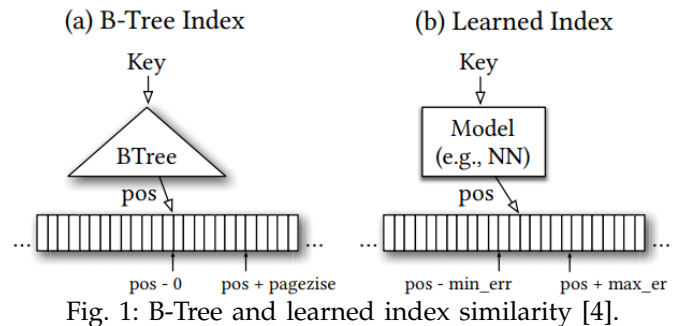 (a) B-Tree Index
Key
BTree
pos
...
...
pos - 0
pos + pagezise
(b) Learned Index
Key
Model
(e.g., NN)
pos
...
...
pos - min_err
pos + max_er
Fig. 1: B-Tree and learned index similarity [4].